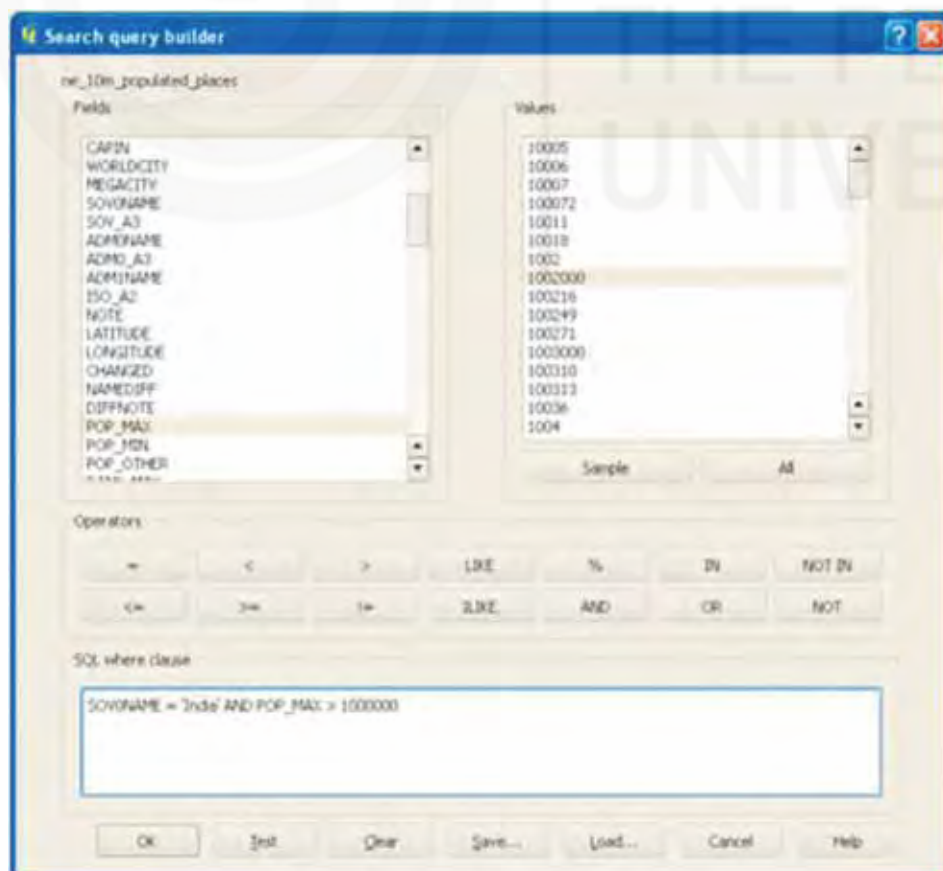 Search query builder
THE PE
UNIVE
ne_10m_populated_places
Fields
CAPIN
WORLDCITY
MEGACITY
SOV0NAME
SOV_A3
ADM0NAME
ADM0_A3
ADM1NAME
ISO_A2
NOTE
LATITUDE
LONGITUDE
CHANGED
NAMEDIFF
DIFFNOTE
POP_MAX
POP_MIN
POP_OTHER
Values
10005
10006
10007
100072
10011
10018
1002
1002000
100216
100249
100271
1003000
100310
100313
10036
1004
Sample All
Operators
= < > LIKE % IN NOT IN
<= >= != ILIKE AND OR NOT
SQL where clause
SOV0NAME = 'India' AND POP_MAX > 1000000
OK Test Clear Save... Load... Cancel Help